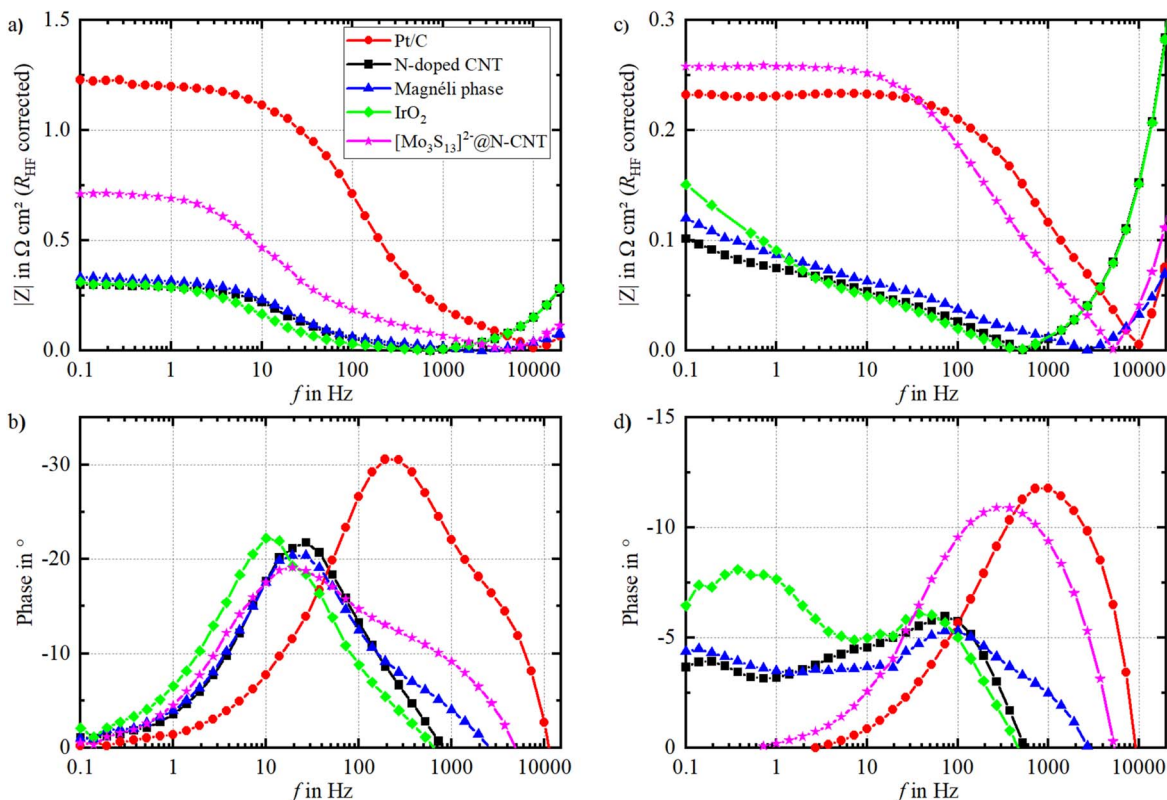 a)
|Z| in Ω cm² (R_HF corrected)
1.5
1.0
0.5
0.0
Pt/C
N-doped CNT
Magnéli phase
IrO₂
[Mo₃S₁₃]²⁻@N-CNT
0.1 1 10 100 1000 10000
f in Hz
c)
|Z| in Ω cm² (R_HF corrected)
0.3
0.2
0.1
0.0
0.1 1 10 100 1000 10000
f in Hz
b)
Phase in °
-30
-20
-10
0
0.1 1 10 100 1000 10000
f in Hz
d)
Phase in °
-15
-10
-5
0
0.1 1 10 100 1000 10000
f in Hz